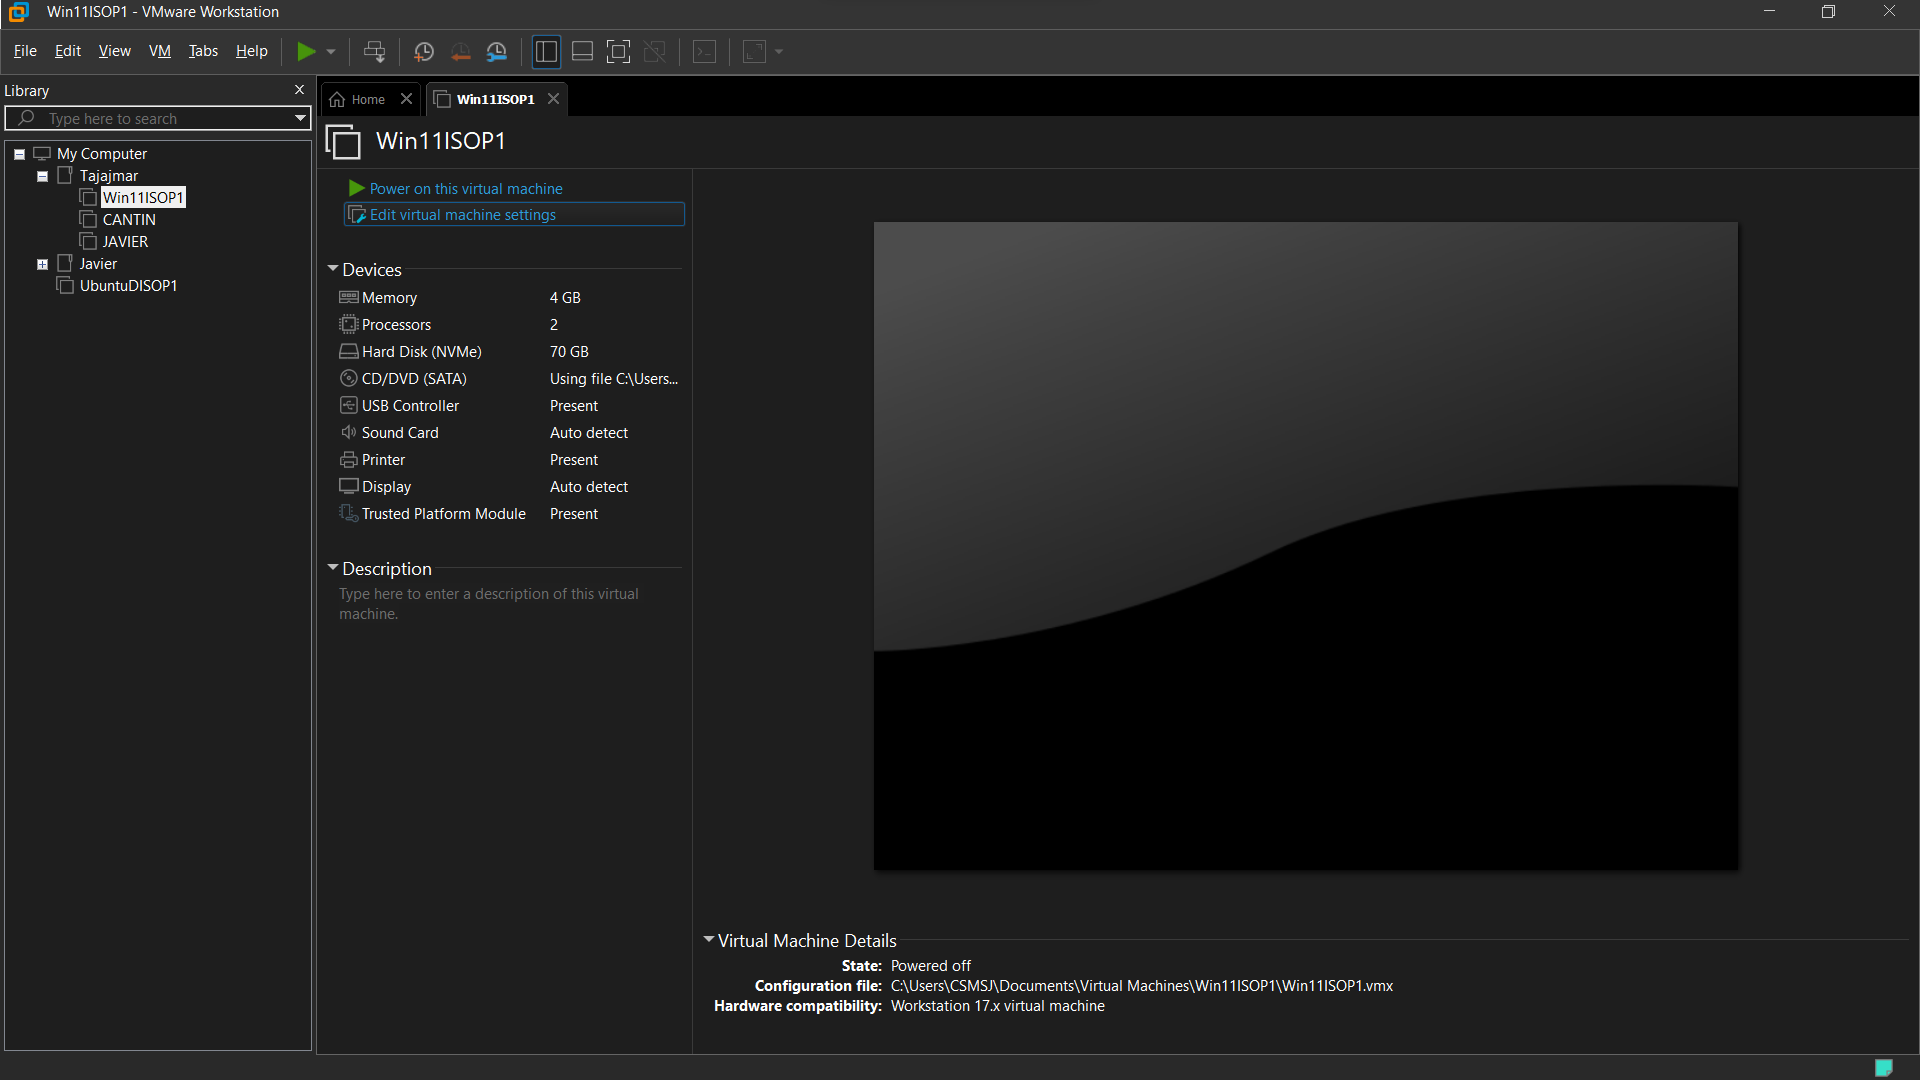 Win11ISOP1 - VMware Workstation
File Edit View VM Tabs Help
Library
Type here to search
My Computer
Tajajmar
Win11ISOP1
CANTIN
JAVIER
Javier
UbuntuDISOP1
Home Win11ISOP1
Win11ISOP1
Power on this virtual machine
Edit virtual machine settings
Devices
Memory 4 GB
Processors 2
Hard Disk (NVMe) 70 GB
CD/DVD (SATA) Using file C:\Users...
USB Controller Present
Sound Card Auto detect
Printer Present
Display Auto detect
Trusted Platform Module Present
Description
Type here to enter a description of this virtual
machine.
Virtual Machine Details
State: Powered off
Configuration file: C:\Users\CSMSJ\Documents\Virtual Machines\Win11ISOP1\Win11ISOP1.vmx
Hardware compatibility: Workstation 17.x virtual machine